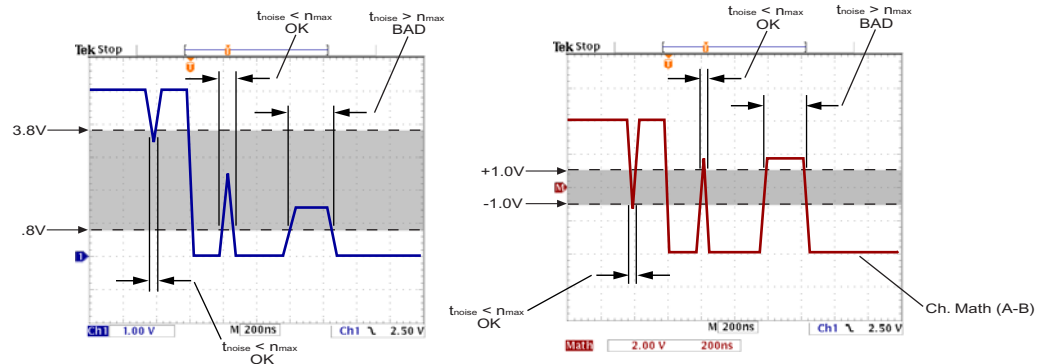 tnoise < nmax
OK
tnoise > nmax
BAD
Tek Stop
T
T
3.8V
.8V
1
Ch1 1.00 V M 200ns Ch1 2.50 V
tnoise < nmax
OK
tnoise < nmax
OK
tnoise > nmax
BAD
Tek Stop
T
T
+1.0V
M
-1.0V
tnoise < nmax
OK
Ch. Math (A-B)
M 200ns Ch1 2.50 V
Math 2.00 V 200ns